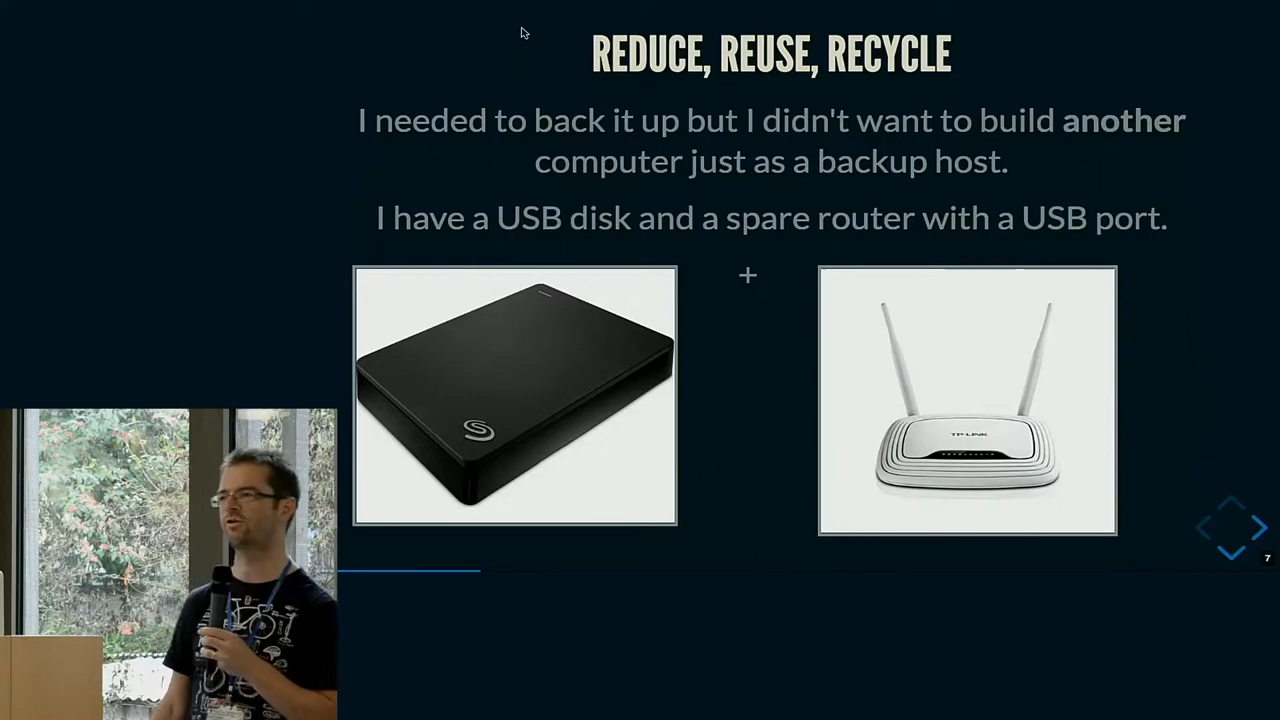 REDUCE, REUSE, RECYCLE
I needed to back it up but I didn't want to build another
computer just as a backup host.
I have a USB disk and a spare router with a USB port.
+
TP-LINK
7